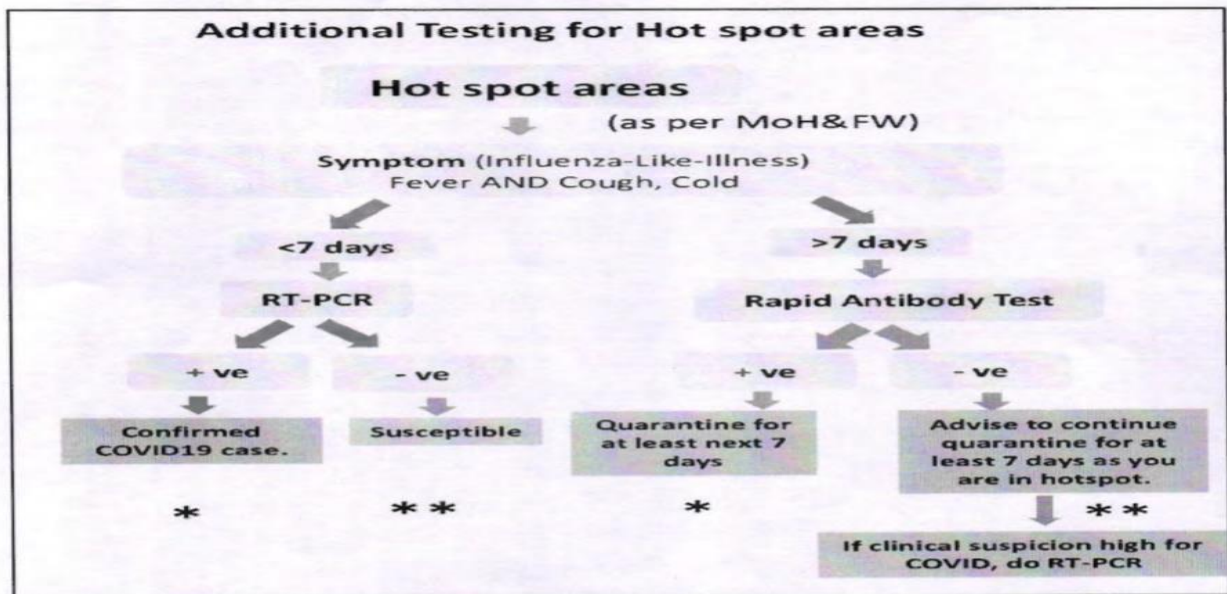 Additional Testing for Hot spot areas
Hot spot areas
(as per MoH&FW)
Symptom (Influenza-Like-Illness)
Fever AND Cough, Cold
<7 days
>7 days
RT-PCR
Rapid Antibody Test
+ ve
- ve
+ ve
- ve
Confirmed
COVID19 case.
Susceptible
Quarantine for
at least next 7
days
Advise to continue
quarantine for at
least 7 days as you
are in hotspot.
*
* *
*
* *
If clinical suspicion high for
COVID, do RT-PCR